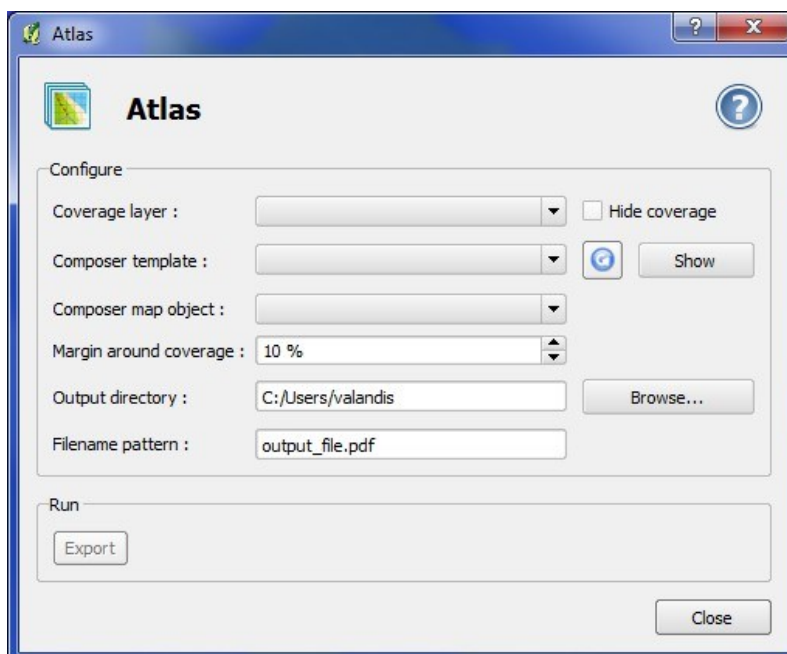 Atlas
Atlas
Configure
Coverage layer :
Hide coverage
Composer template :
Show
Composer map object :
Margin around coverage : 10 %
Output directory : C:/Users/valandis Browse...
Filename pattern : output_file.pdf
Run
Export
Close